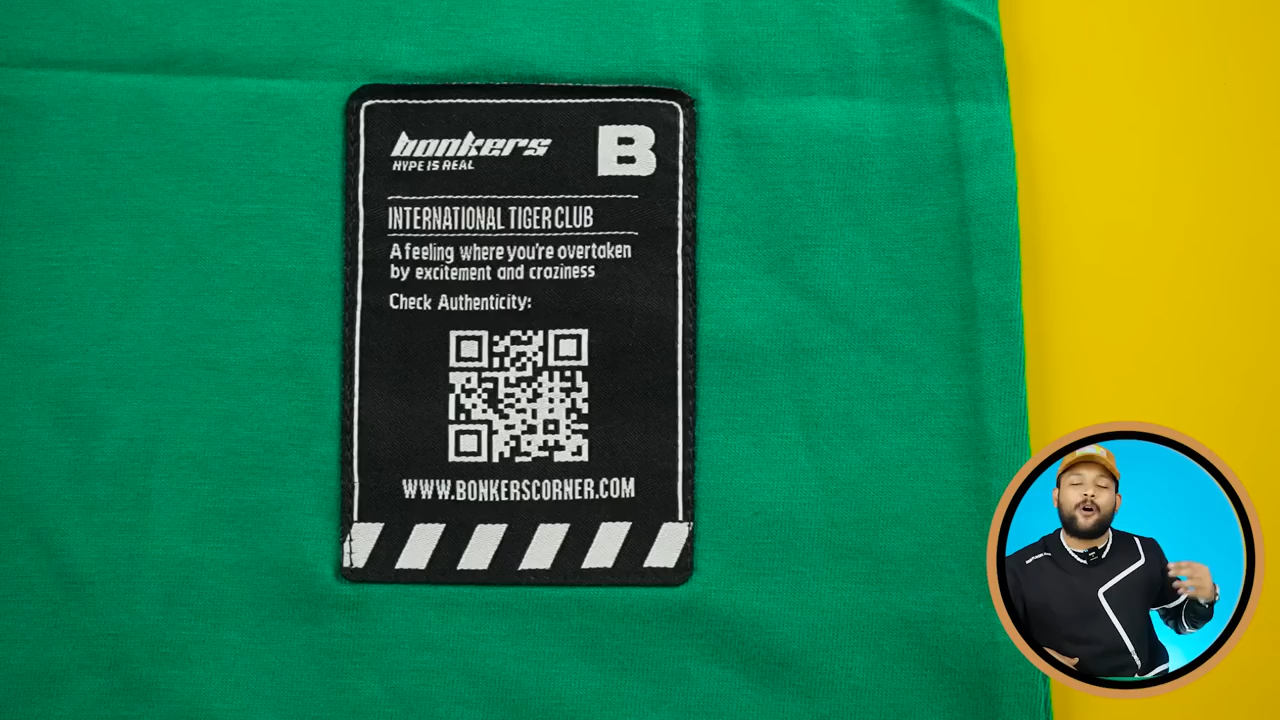 bonkers
HYPE IS REAL
B
INTERNATIONAL TIGER CLUB
A feeling where you're overtaken
by excitement and craziness
Check Authenticity:
WWW.BONKERSCORNER.COM